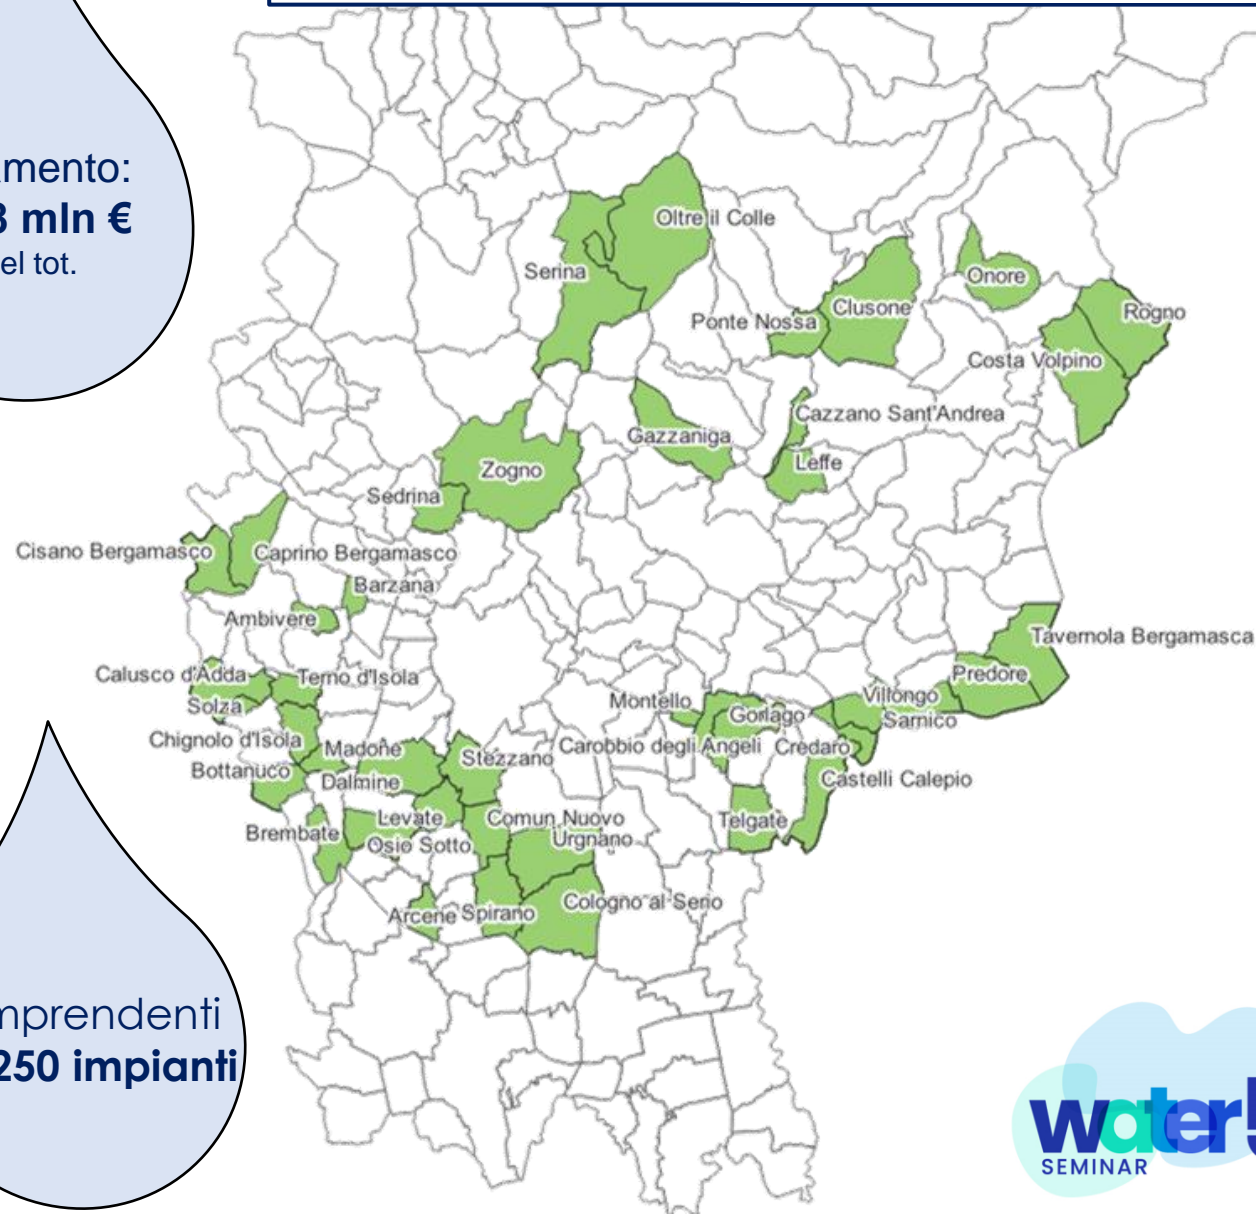 amento:
3 mln €
el tot.
Oltre il Colle
Serina
Onore
Clusone
Ponte Nossa
Rogno
Costa Volpino
Cazzano Sant'Andrea
Gazzaniga
Leffe
Zogno
Sedrina
Cisano Bergamasco
Caprino Bergamasco
Barzana
Ambivere
Tavernola Bergamasca
Calusco d'Adda
Terno d'Isola
Predore
Solza
Montello
Villongo
Gorlago
Sarnico
Chignolo d'Isola
Madone
Carobbio degli Angeli
Credaro
Stezzano
Bottanuco
Dalmine
Castelli Calepio
Levate
Comun Nuovo
Telgate
Brembate
Osio Sotto
Urgnano
Cologno al Serio
Arcene
Spirano
mprendenti
250 impianti
water
SEMINAR